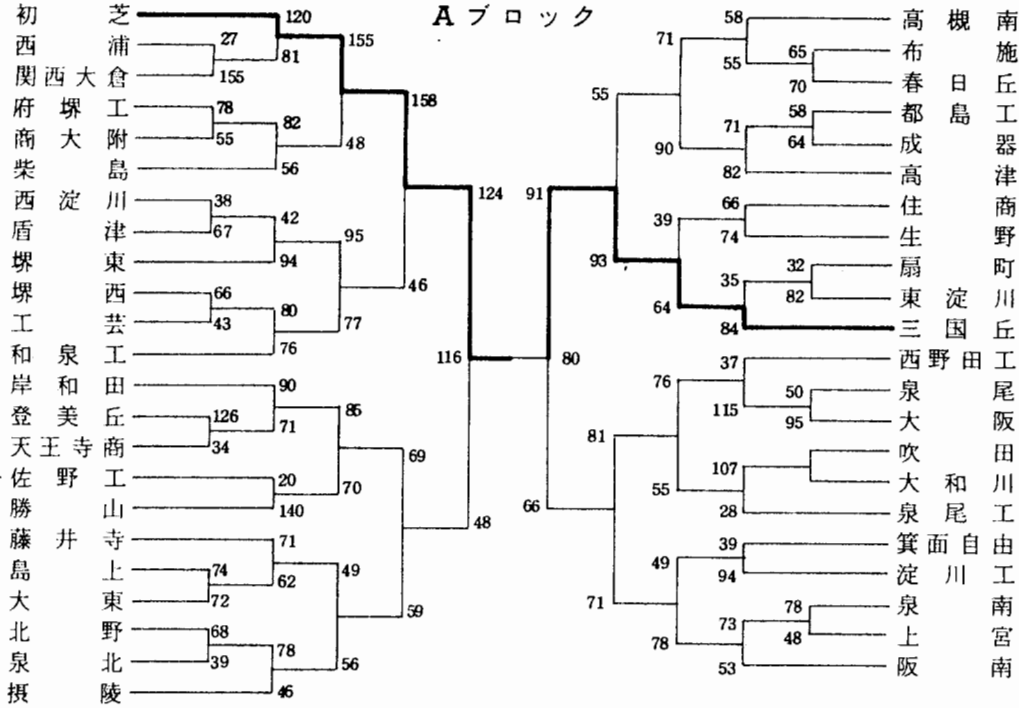 Aブロック
初芝
西浦
関西大倉
府堺工
商大附
柴島
西淀川
盾津
堺東
堺西
工芸
和泉工
岸和田
登美丘
天王寺商
佐野工
勝山
藤井寺
島上
大東
北野
泉北
摂陵
120
27
81
155
155
78
82
55
48
56
158
38
42
67
95
94
124
66
80
46
43
77
76
116
90
126
85
71
34
69
20
70
140
48
71
74
49
62
72
59
68
78
39
56
46
高槻南
布施
春日丘
都島工
成器
高津
住商
生野
扇町
東淀川
三国丘
西野田工
泉尾
大阪
吹田
大和川
泉尾工
箕面自由
淀川工
泉南
上宮
阪南
58
71
65
55
70
55
58
71
64
90
82
91
66
39
74
93
32
35
82
64
84
80
37
76
50
115
95
81
107
55
28
66
39
49
94
71
78
73
48
78
53